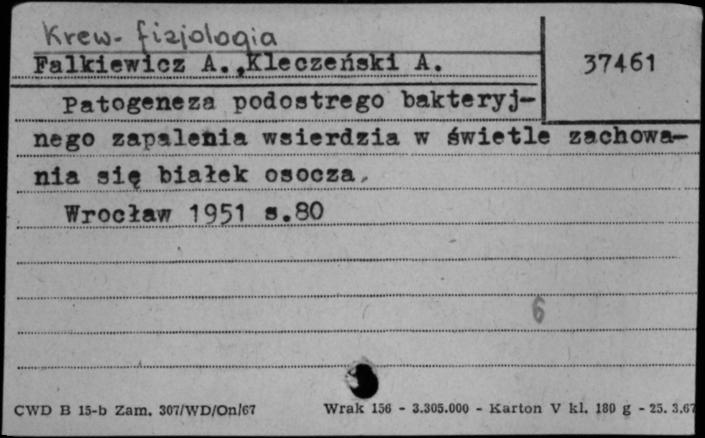 Krew - fizjologia
Falkiewicz A., Kleczeński A.
37461
Patogeneza podostrego bakteryj-
nego zapalenia wsierdzia w świetle zachowa-
nia się białek osocza.
Wrocław 1951 s.80
6
CWD B 15-b Zam. 307/WD/On/67
Wrak 156 - 3.305.000 - Karton V kl. 180 g - 25. 3.67